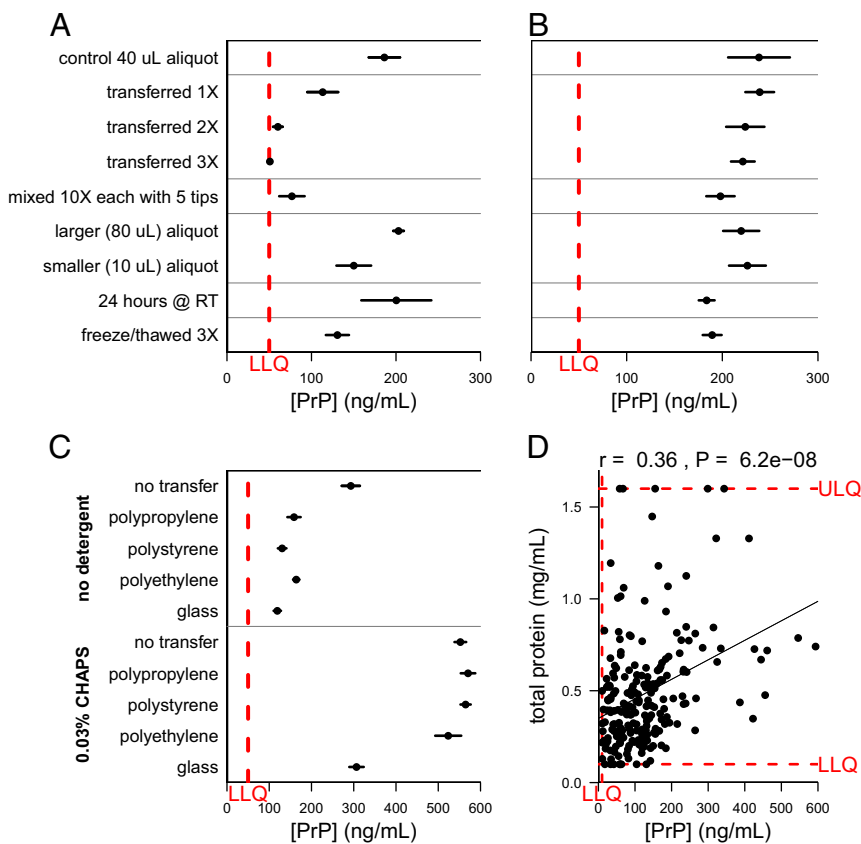 A
control 40 uL aliquot
transferred 1X
transferred 2X
transferred 3X
mixed 10X each with 5 tips
larger (80 uL) aliquot
smaller (10 uL) aliquot
24 hours @ RT
freeze/thawed 3X
LLQ
0 100 200 300
[PrP] (ng/mL)
B
LLQ
0 100 200 300
[PrP] (ng/mL)
C
no detergent
no transfer
polypropylene
polystyrene
polyethylene
glass
0.03% CHAPS
no transfer
polypropylene
polystyrene
polyethylene
glass
LLQ
0 100 200 300 400 500 600
[PrP] (ng/mL)
D
r = 0.36 , P = 6.2e−08
ULQ
total protein (mg/mL)
1.5
1.0
0.5
0.0
LLQ
LLQ
0 100 200 300 400 500 600
[PrP] (ng/mL)